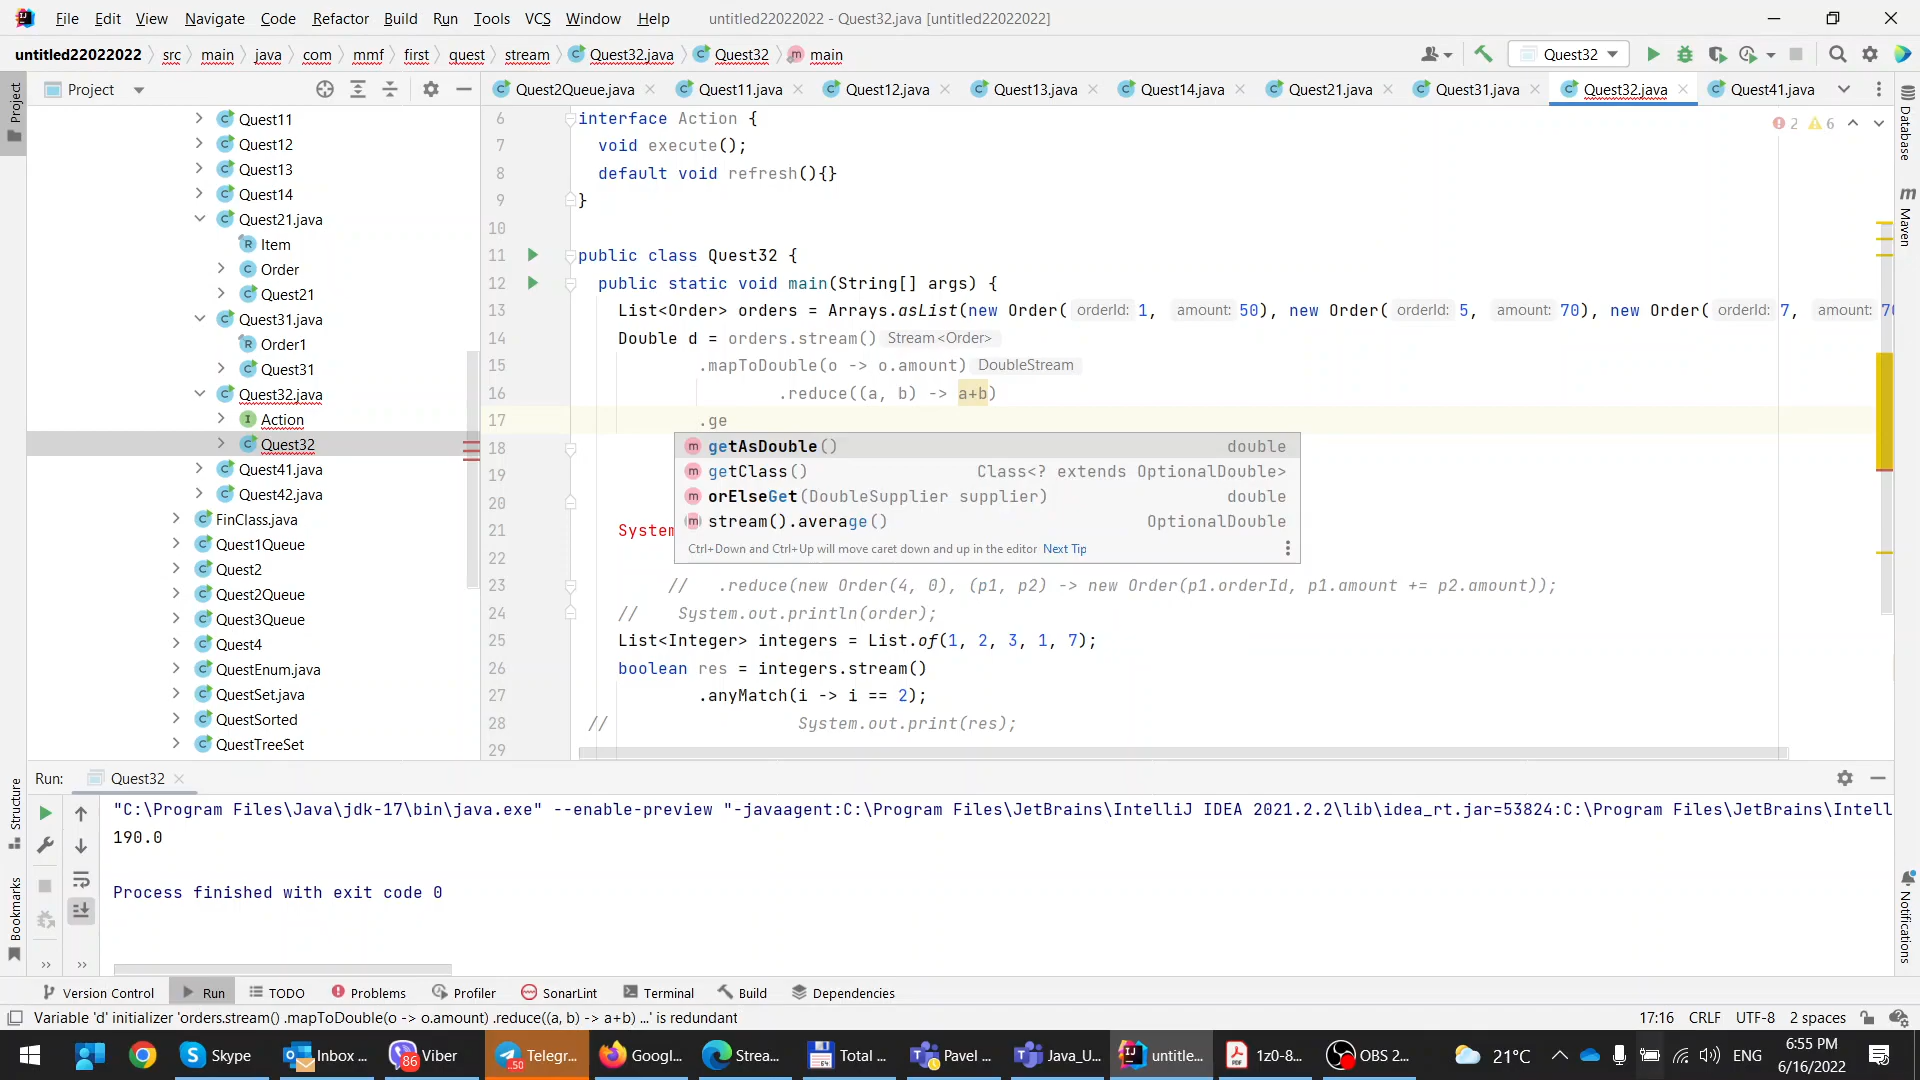 File Edit View Navigate Code Refactor Build Run Tools VCS Window Help untitled22022022 - Quest32.java [untitled22022022]
untitled22022022 src main java com mmf first quest stream Quest32.java Quest32 main Quest32
Project Quest2Queue.java Quest11.java Quest12.java Quest13.java Quest14.java Quest21.java Quest31.java Quest32.java Quest41.java
Project
Structure
Bookmarks
Quest11
Quest12
Quest13
Quest14
Quest21.java
Item
Order
Quest21
Quest31.java
Order1
Quest31
Quest32.java
Action
Quest32
Quest41.java
Quest42.java
FinClass.java
Quest1Queue
Quest2
Quest2Queue
Quest3Queue
Quest4
QuestEnum.java
QuestSet.java
QuestSorted
QuestTreeSet
2 6
6 interface Action {
7 void execute();
8 default void refresh(){}
9 }
10
11 public class Quest32 {
12 public static void main(String[] args) {
13 List<Order> orders = Arrays.asList(new Order( orderId: 1, amount: 50), new Order( orderId: 5, amount: 70), new Order( orderId: 7, amount: 70
14 Double d = orders.stream() Stream<Order>
15 .mapToDouble(o -> o.amount) DoubleStream
16 .reduce((a, b) -> a+b)
17 .ge
18
19
20
21 System
22
23 // .reduce(new Order(4, 0), (p1, p2) -> new Order(p1.orderId, p1.amount += p2.amount));
24 // System.out.println(order);
25 List<Integer> integers = List.of(1, 2, 3, 1, 7);
26 boolean res = integers.stream()
27 .anyMatch(i -> i == 2);
28 // System.out.print(res);
29
getAsDouble() double
getClass() Class<? extends OptionalDouble>
orElseGet(DoubleSupplier supplier) double
stream().average() OptionalDouble
Ctrl+Down and Ctrl+Up will move caret down and up in the editor Next Tip
Database
Maven
Notifications
Run: Quest32
"C:\Program Files\Java\jdk-17\bin\java.exe" --enable-preview "-javaagent:C:\Program Files\JetBrains\IntelliJ IDEA 2021.2.2\lib\idea_rt.jar=53824:C:\Program Files\JetBrains\Intell
190.0
Process finished with exit code 0
Version Control Run TODO Problems Profiler SonarLint Terminal Build Dependencies
Variable 'd' initializer 'orders.stream() .mapToDouble(o -> o.amount) .reduce((a, b) -> a+b) ...' is redundant 17:16 CRLF UTF-8 2 spaces
Skype Inbox ... Viber 86 Telegr... 50 Googl... Strea... Total ... Pavel ... Java_U... untitle... 1z0-8... OBS 2... 21°C ENG 6:55 PM
6/16/2022